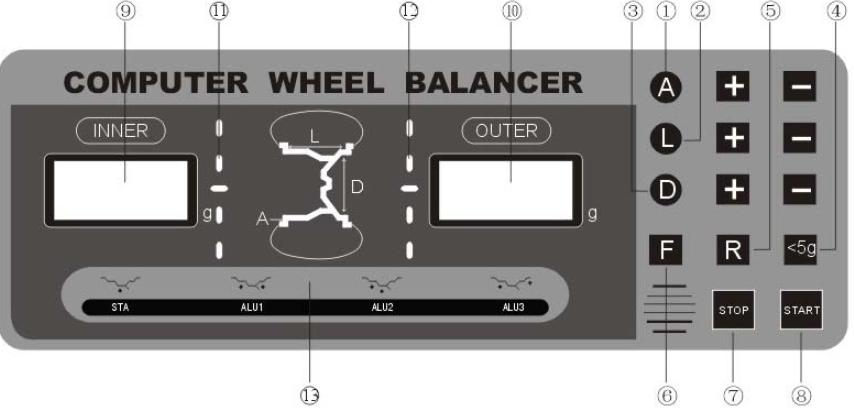 ⑨ ⑪ ⑫ ⑩ ③ ① ② ⑤ ④
COMPUTER WHEEL BALANCER
A + −
INNER OUTER
L
L + −
D
D + −
g g
A
F R <5g
STA ALU1 ALU2 ALU3
STOP START
⑬ ⑥ ⑦ ⑧